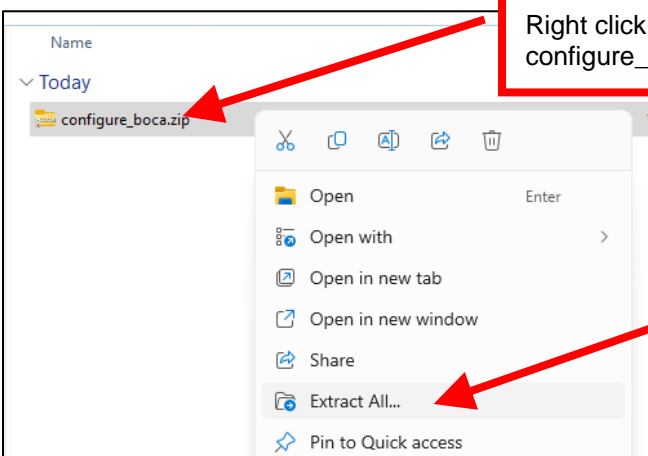 Right click
configure_
Name
Today
configure_boca.zip
Open Enter
Open with
Open in new tab
Open in new window
Share
Extract All...
Pin to Quick access